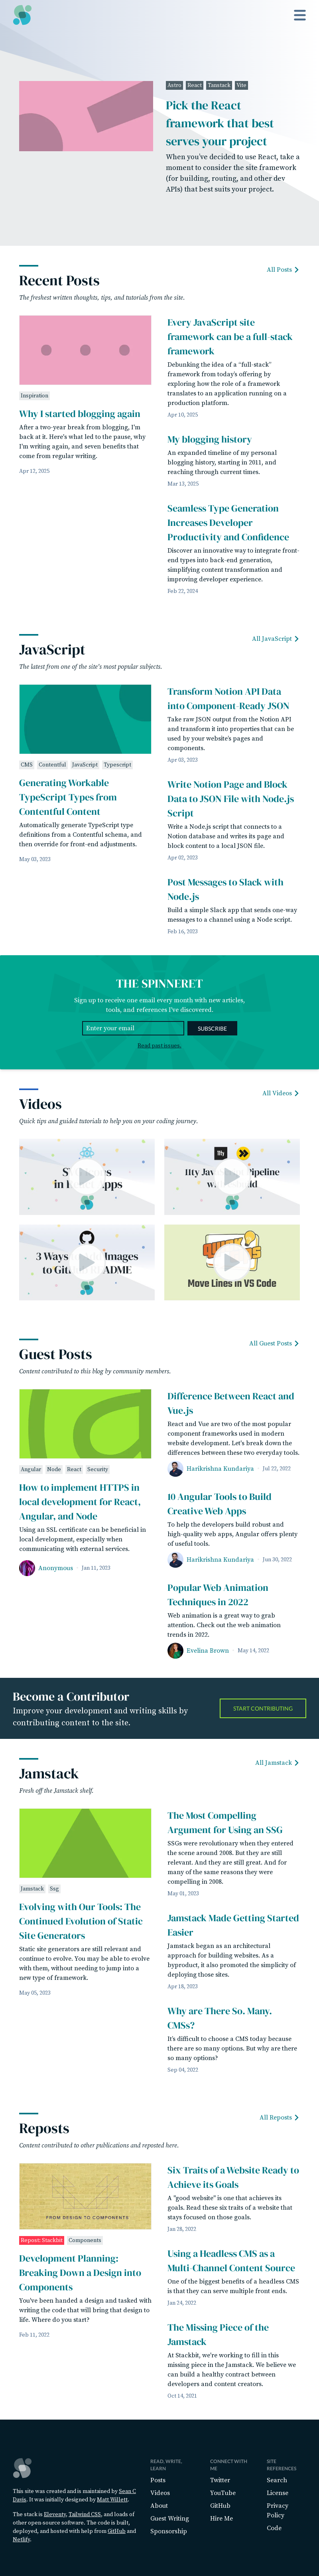 Astro React Tanstack Vite
Pick the React
framework that best
serves your project
When you've decided to use React, take a
moment to consider the site framework
(for building, routing, and other dev
APIs) that best suits your project.
All Posts
Recent Posts
The freshest written thoughts, tips, and tutorials from the site.
Inspiration
Why I started blogging again
After a two-year break from blogging, I'm
back at it. Here's what led to the pause, why
I'm writing again, and seven benefits that
come from regular writing.
Apr 12, 2025
Every JavaScript site
framework can be a full-stack
framework
Debunking the idea of a "full-stack"
framework from today's offering by
exploring how the role of a framework
translates to an application running on a
production platform.
Apr 10, 2025
My blogging history
An expanded timeline of my personal
blogging history, starting in 2011, and
reaching through current times.
Mar 13, 2025
Seamless Type Generation
Increases Developer
Productivity and Confidence
Discover an innovative way to integrate front-
end types into back-end generation,
simplifying content transformation and
improving developer experience.
Feb 22, 2024
All JavaScript
JavaScript
The latest from one of the site's most popular subjects.
CMS Contentful JavaScript Typescript
Generating Workable
TypeScript Types from
Contentful Content
Automatically generate TypeScript type
definitions from a Contentful schema, and
then override for front-end adjustments.
May 03, 2023
Transform Notion API Data
into Component-Ready JSON
Take raw JSON output from the Notion API
and transform it into properties that can be
used by your website's pages and
components.
Apr 03, 2023
Write Notion Page and Block
Data to JSON File with Node.js
Script
Write a Node.js script that connects to a
Notion database and writes its page and
block content to a local JSON file.
Apr 02, 2023
Post Messages to Slack with
Node.js
Build a simple Slack app that sends one-way
messages to a channel using a Node script.
Feb 16, 2023
THE SPINNERET
Sign up to receive one email every month with new articles,
tools, and references I've discovered.
Enter your email
SUBSCRIBE
Read past issues.
All Videos
Videos
Quick tips and guided tutorials to help you on your coding journey.
11ty
3 Ways
Images
to Git
ADME
Move Lines in VS Code
All Guest Posts
Guest Posts
Content contributed to this blog by community members.
Angular Node React Security
How to implement HTTPS in
local development for React,
Angular, and Node
Using an SSL certificate can be beneficial in
local development, especially when
communicating with external services.
Anonymous · Jan 11, 2023
Difference Between React and
Vue.js
React and Vue are two of the most popular
component frameworks used in modern
website development. Let's break down the
differences between these two everyday tools.
Harikrishna Kundariya · Jul 22, 2022
10 Angular Tools to Build
Creative Web Apps
To help the developers build robust and
high-quality web apps, Angular offers plenty
of useful tools.
Harikrishna Kundariya · Jun 30, 2022
Popular Web Animation
Techniques in 2022
Web animation is a great way to grab
attention. Check out the web animation
trends in 2022.
Evelina Brown · May 14, 2022
Become a Contributor
Improve your development and writing skills by
contributing content to the site.
START CONTRIBUTING
All Jamstack
Jamstack
Fresh off the Jamstack shelf.
Jamstack Ssg
Evolving with Our Tools: The
Continued Evolution of Static
Site Generators
Static site generators are still relevant and
continue to evolve. You may be able to evolve
with them, without needing to jump into a
new type of framework.
May 05, 2023
The Most Compelling
Argument for Using an SSG
SSGs were revolutionary when they entered
the scene around 2008. But they are still
relevant. And they are still great. And for
many of the same reasons they were
compelling in 2008.
May 01, 2023
Jamstack Made Getting Started
Easier
Jamstack began as an architectural
approach for building websites. As a
byproduct, it also promoted the simplicity of
deploying those sites.
Apr 18, 2023
Why are There So. Many.
CMSs?
It's difficult to choose a CMS today because
there are so many options. But why are there
so many options?
Sep 04, 2022
All Reposts
Reposts
Content contributed to other publications and reposted here.
FROM DESIGN TO COMPONENTS
Repost: Stackbit Components
Development Planning:
Breaking Down a Design into
Components
You've been handed a design and tasked with
writing the code that will bring that design to
life. Where do you start?
Feb 11, 2022
Six Traits of a Website Ready to
Achieve its Goals
A "good website" is one that achieves its
goals. Read these six traits of a website that
stays focused on those goals.
Jan 28, 2022
Using a Headless CMS as a
Multi-Channel Content Source
One of the biggest benefits of a headless CMS
is that they can serve multiple front ends.
Jan 24, 2022
The Missing Piece of the
Jamstack
At Stackbit, we're working to fill in this
missing piece in the Jamstack. We believe we
can build a healthy contract between
developers and content creators.
Oct 14, 2021
This site was created and is maintained by Sean C
Davis. It was initially designed by Matt Willett.
The stack is Eleventy, Tailwind CSS, and loads of
other open source software. The code is built,
deployed, and hosted with help from GitHub and
Netlify.
READ, WRITE,
LEARN
Posts
Videos
About
Guest Writing
Sponsorship
CONNECT WITH
ME
Twitter
YouTube
GitHub
Hire Me
SITE
REFERENCES
Search
License
Privacy
Policy
Code